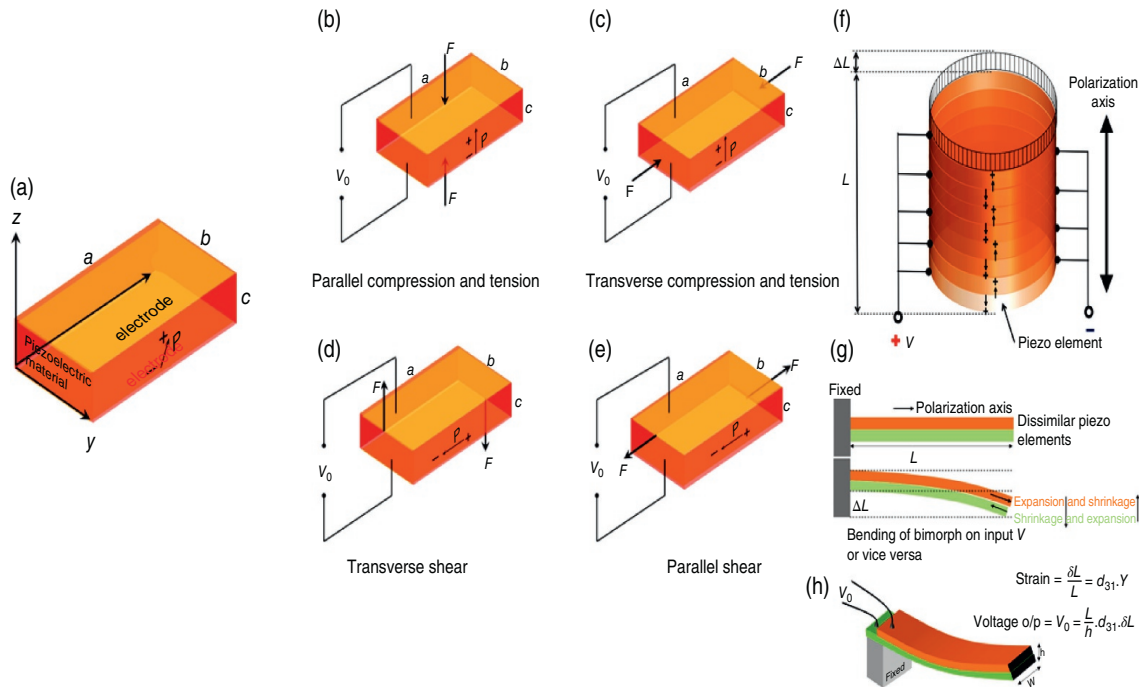 (a)
z
a
b
c
electrode
Piezoelectric
material
electrode
+
P
-
y
(b)
F
a
b
c
+
P
-
V₀
F
Parallel compression and tension
(c)
F
a
b
c
+
P
-
V₀
F
Transverse compression and tension
(d)
a
b
c
F
P
- +
V₀
F
Transverse shear
(e)
F
a
b
c
P
- +
V₀
F
Parallel shear
(f)
ΔL
L
Polarization
axis
+ V
-
Piezo element
(g)
Fixed
Polarization axis
Dissimilar piezo
elements
L
ΔL
Expansion and shrinkage
Shrinkage and expansion
Bending of bimorph on input V
or vice versa
(h)
Strain = δL/L = d₃₁.Y
Voltage o/p = V₀ = L/h.d₃₁.δL
V₀
Fixed
h
W